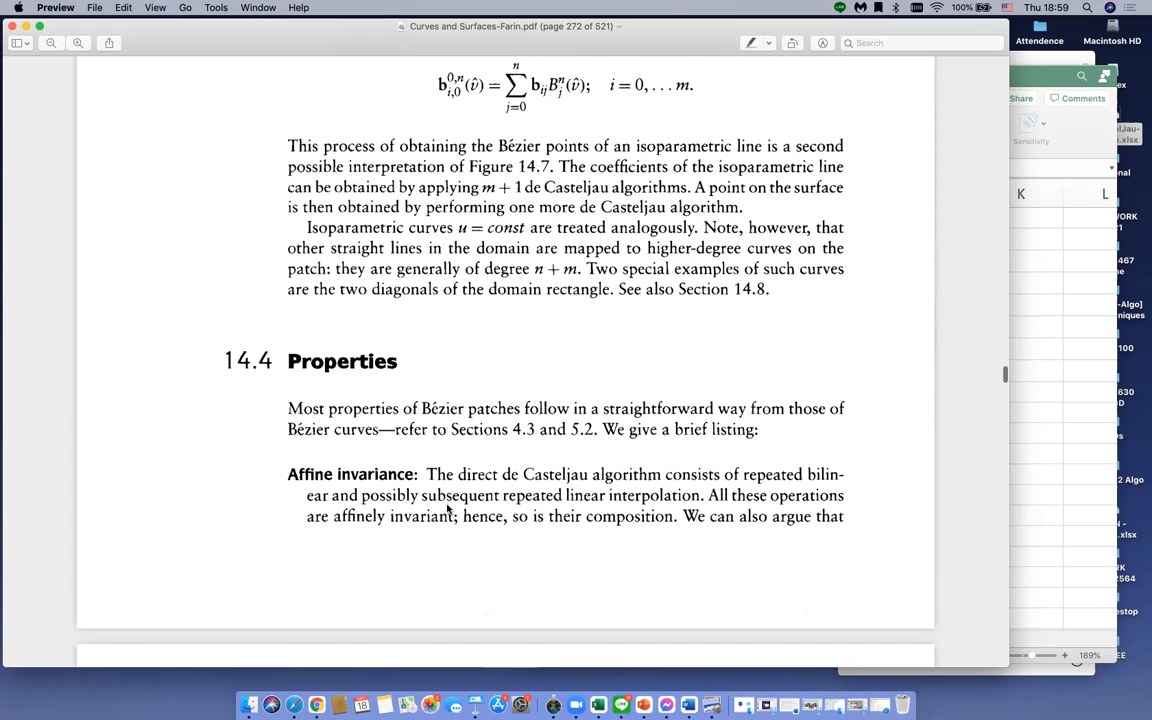 Preview File Edit View Go Tools Window Help 100% Thu 18:59
Curves and Surfaces-Farin.pdf (page 272 of 521)
Search
Attendence
Macintosh HD
Share Comments
Sensitivity
K L
189%
b_{i,0}^{0,n}(v̂) = ∑_{j=0}^{n} b_{ij}B_j^n(v̂); i = 0, . . . m.
This process of obtaining the Bézier points of an isoparametric line is a second
possible interpretation of Figure 14.7. The coefficients of the isoparametric line
can be obtained by applying m + 1 de Casteljau algorithms. A point on the surface
is then obtained by performing one more de Casteljau algorithm.
Isoparametric curves u = const are treated analogously. Note, however, that
other straight lines in the domain are mapped to higher-degree curves on the
patch: they are generally of degree n + m. Two special examples of such curves
are the two diagonals of the domain rectangle. See also Section 14.8.
14.4 Properties
Most properties of Bézier patches follow in a straightforward way from those of
Bézier curves—refer to Sections 4.3 and 5.2. We give a brief listing:
Affine invariance: The direct de Casteljau algorithm consists of repeated bilin-
ear and possibly subsequent repeated linear interpolation. All these operations
are affinely invariant; hence, so is their composition. We can also argue that